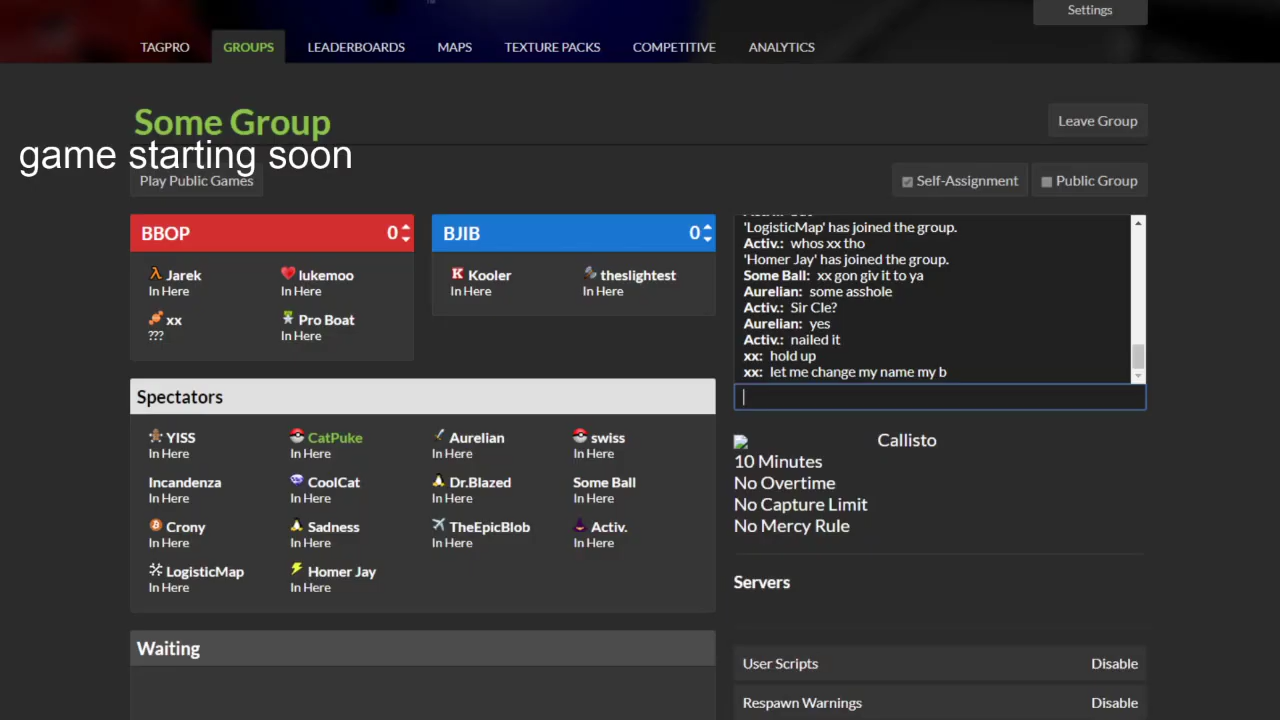 Settings
TAGPRO GROUPS LEADERBOARDS MAPS TEXTURE PACKS COMPETITIVE ANALYTICS
Some Group
Leave Group
game starting soon
Play Public Games
Self-Assignment
Public Group
BBOP 0
BJIB 0
Jarek
In Here
lukemoo
In Here
xx
???
Pro Boat
In Here
Kooler
In Here
theslightest
In Here
Spectators
YISS
In Here
CatPuke
In Here
Aurelian
In Here
swiss
In Here
Incandenza
In Here
CoolCat
In Here
Dr.Blazed
In Here
Some Ball
In Here
Crony
In Here
Sadness
In Here
TheEpicBlob
In Here
Activ.
In Here
LogisticMap
In Here
Homer Jay
In Here
Waiting
'LogisticMap' has joined the group.
Activ.: whos xx tho
'Homer Jay' has joined the group.
Some Ball: xx gon giv it to ya
Aurelian: some asshole
Activ.: Sir Cle?
Aurelian: yes
Activ.: nailed it
xx: hold up
xx: let me change my name my b
Callisto
10 Minutes
No Overtime
No Capture Limit
No Mercy Rule
Servers
User Scripts Disable
Respawn Warnings Disable